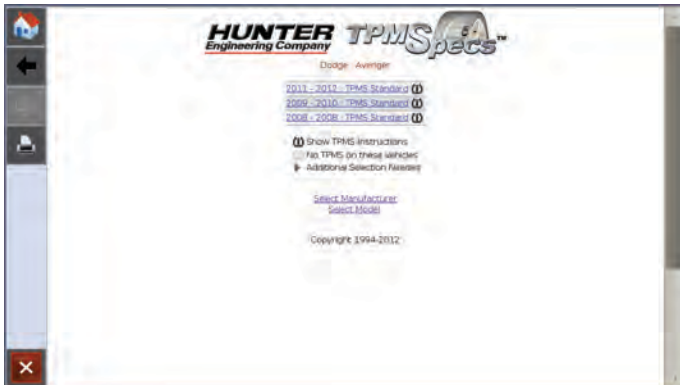 HUNTER
Engineering Company
TPMSpecs™
Dodge Avenger
2011 - 2012 - TPMS Standard
2009 - 2010 - TPMS Standard
2008 - 2008 - TPMS Standard
Show TPMS instructions
No TPMS on these vehicles
Additional Selection Needed
Select Manufacturer
Select Model
Copyright 1994-2012